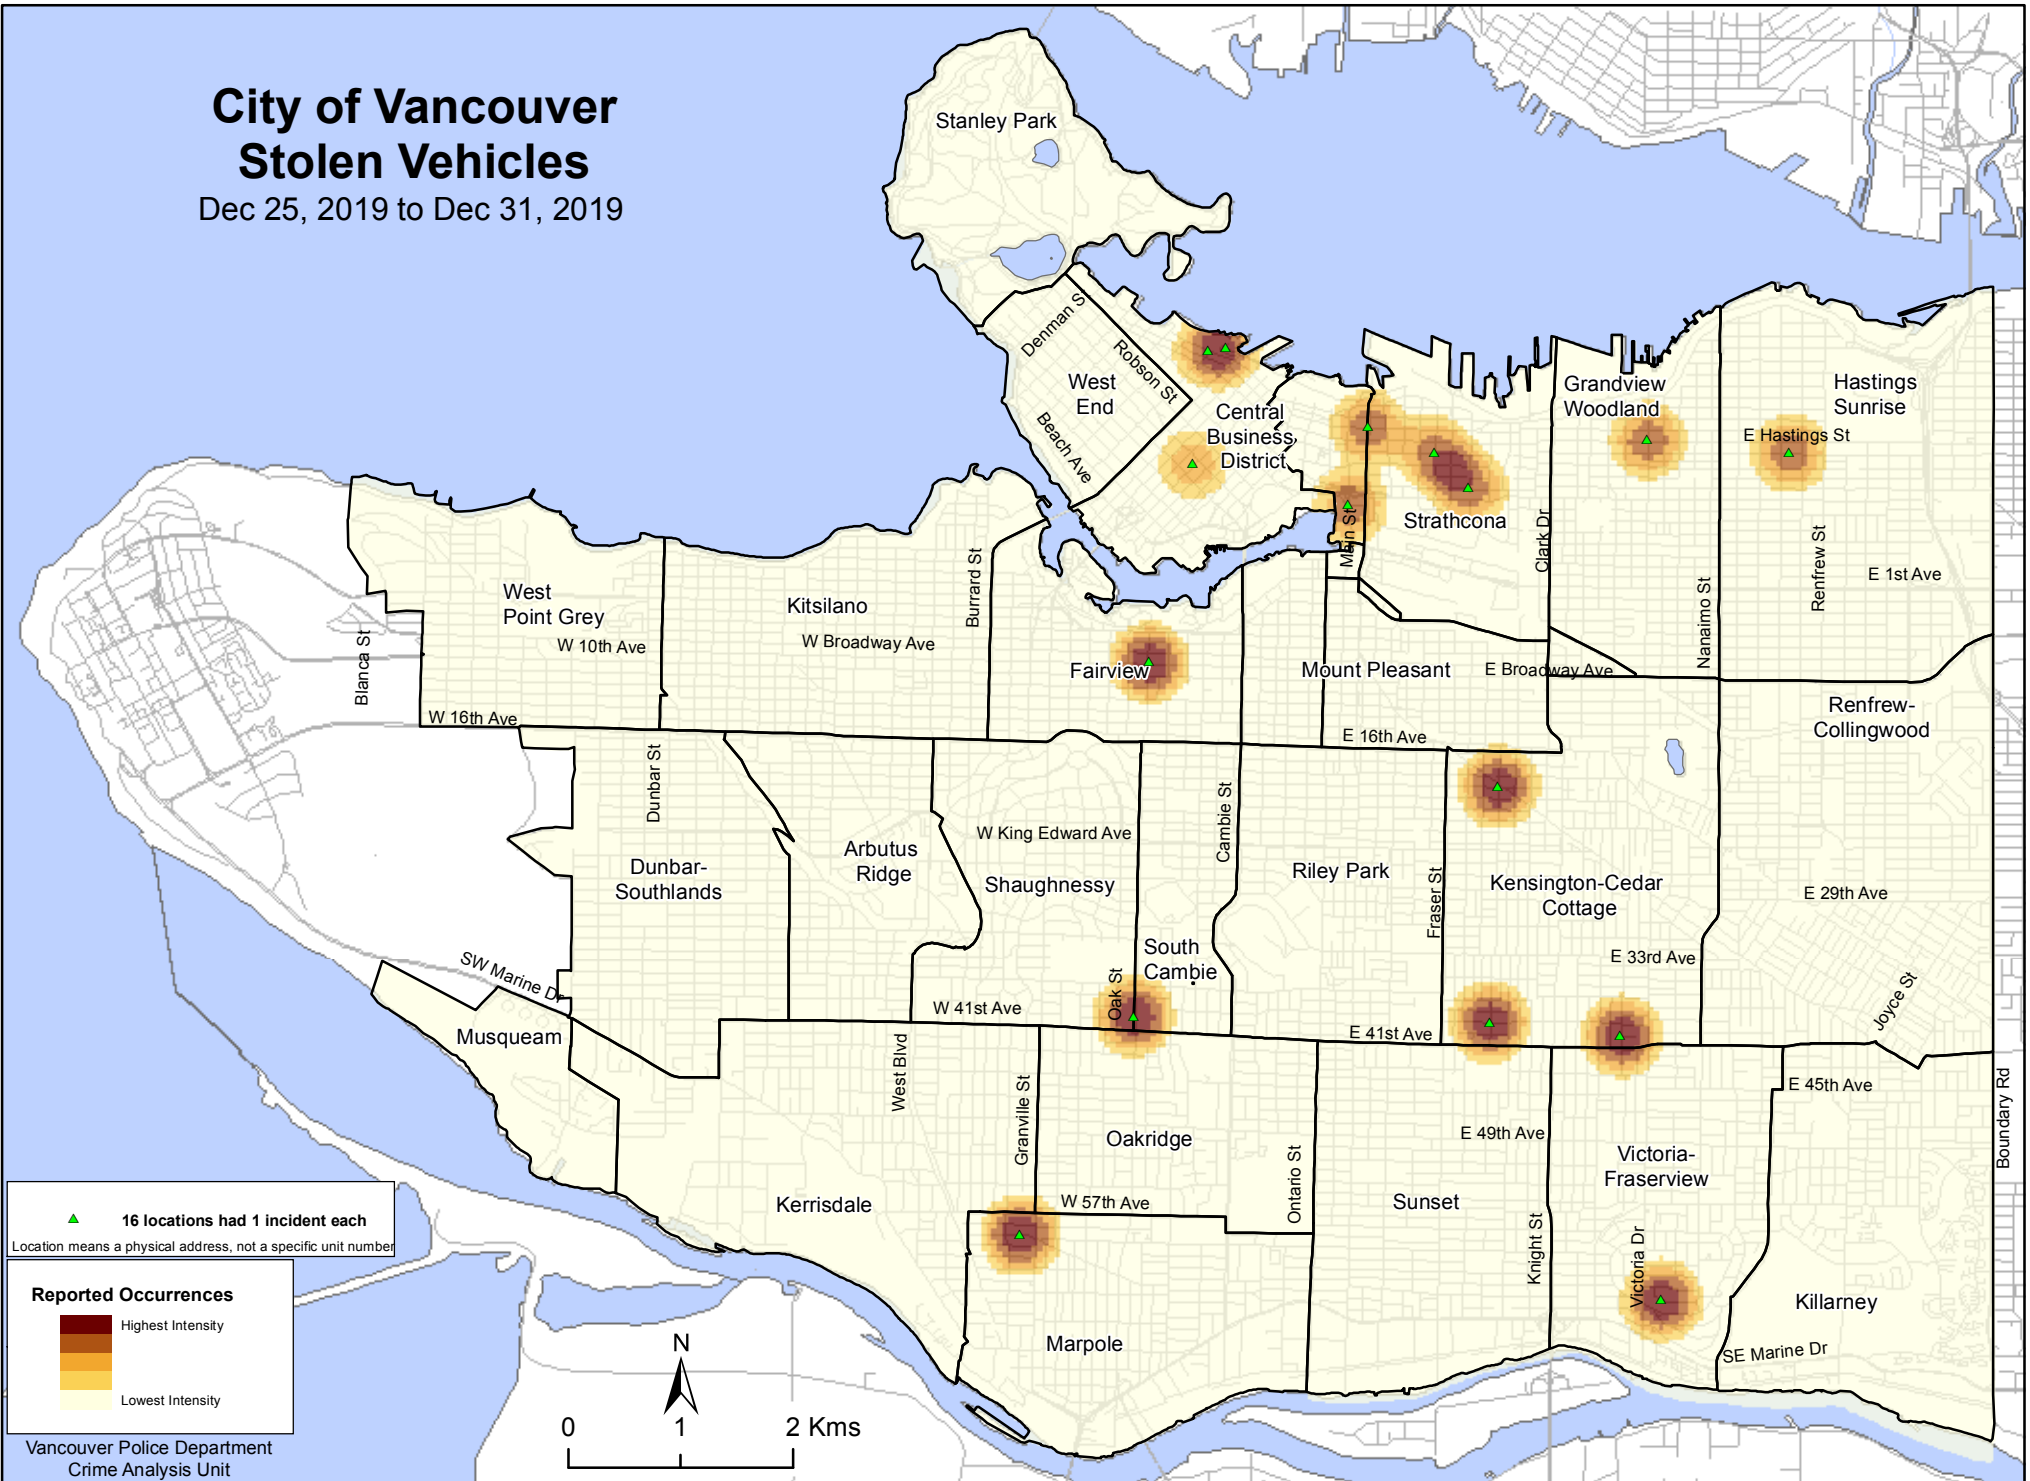 City of Vancouver
Stolen Vehicles
Dec 25, 2019 to Dec 31, 2019
Stanley Park
Denman St
Robson St
West
End
Beach Ave
Central
Business
District
Grandview
Woodland
Hastings
Sunrise
E Hastings St
Strathcona
Main St
Clark Dr
Nanaimo St
Renfrew St
E 1st Ave
West
Point Grey
W 10th Ave
Blanca St
W 16th Ave
Kitsilano
W Broadway Ave
Burrard St
Fairview
Mount Pleasant
E Broadway Ave
E 16th Ave
Renfrew-
Collingwood
Dunbar St
Dunbar-
Southlands
Arbutus
Ridge
W King Edward Ave
Shaughnessy
Cambie St
Riley Park
Fraser St
Kensington-Cedar
Cottage
E 29th Ave
E 33rd Ave
South
Cambie
Oak St
W 41st Ave
E 41st Ave
Joyce St
SW Marine Dr
Musqueam
West Blvd
Granville St
Oakridge
Ontario St
E 49th Ave
E 45th Ave
Boundary Rd
Victoria-
Fraserview
Kerrisdale
W 57th Ave
Sunset
Knight St
Victoria Dr
Killarney
SE Marine Dr
Marpole
16 locations had 1 incident each
Location means a physical address, not a specific unit number
Reported Occurrences
Highest Intensity
Lowest Intensity
Vancouver Police Department
Crime Analysis Unit
N
0 1 2 Kms